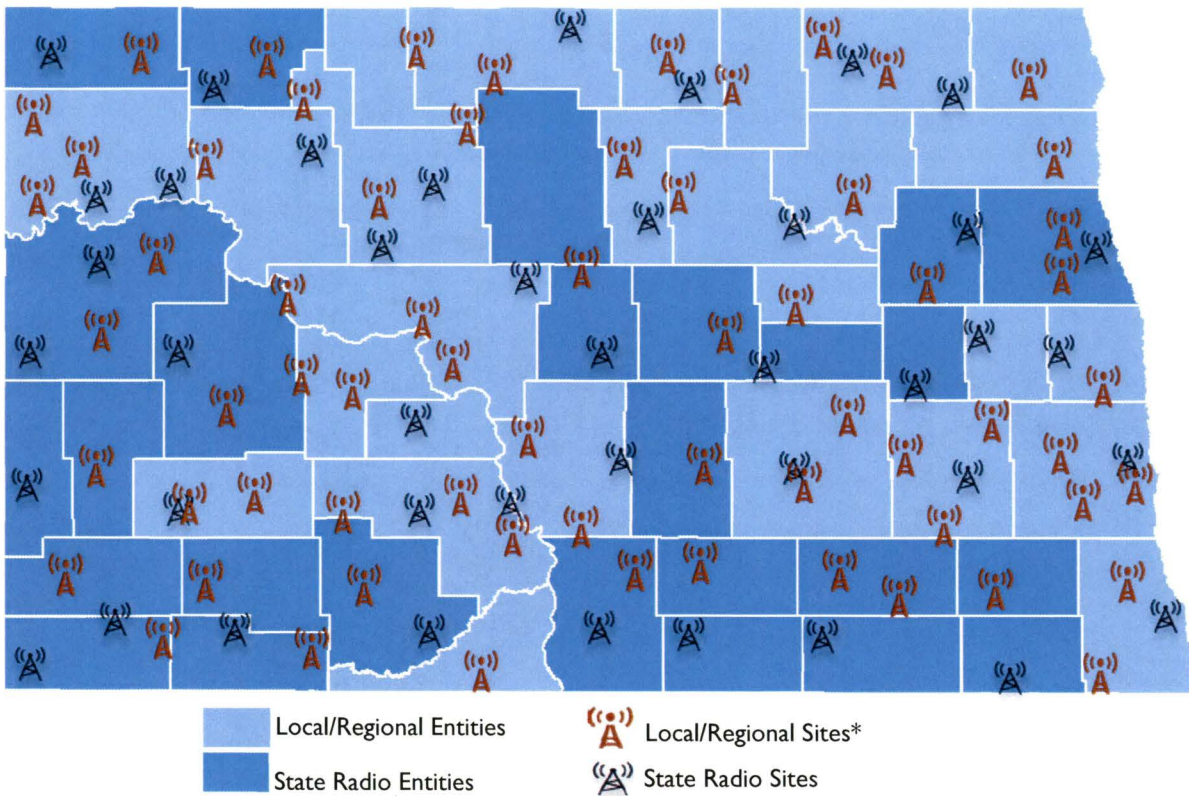 Local/Regional Entities
Local/Regional Sites*
State Radio Entities
State Radio Sites